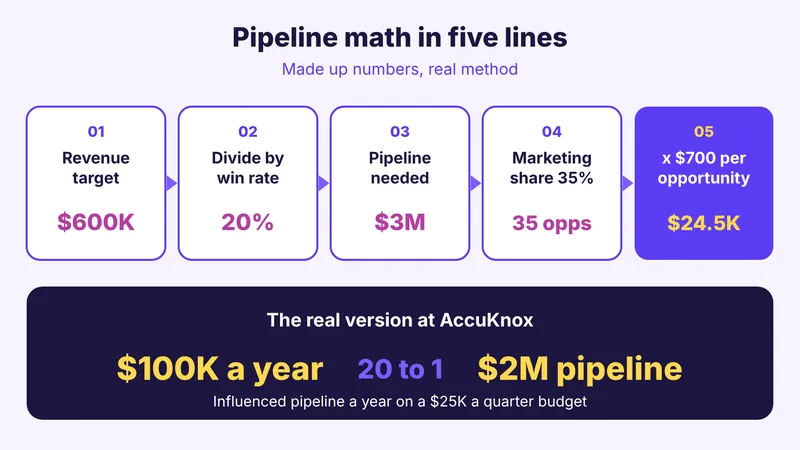 Pipeline math in five lines
Made up numbers, real method
01
Revenue
target
$600K
02
Divide by
win rate
20%
03
Pipeline
needed
$3M
04
Marketing
share 35%
35 opps
05
x $700 per
opportunity
$24.5K
The real version at AccuKnox
$100K a year
20 to 1
$2M pipeline
Influenced pipeline a year on a $25K a quarter budget